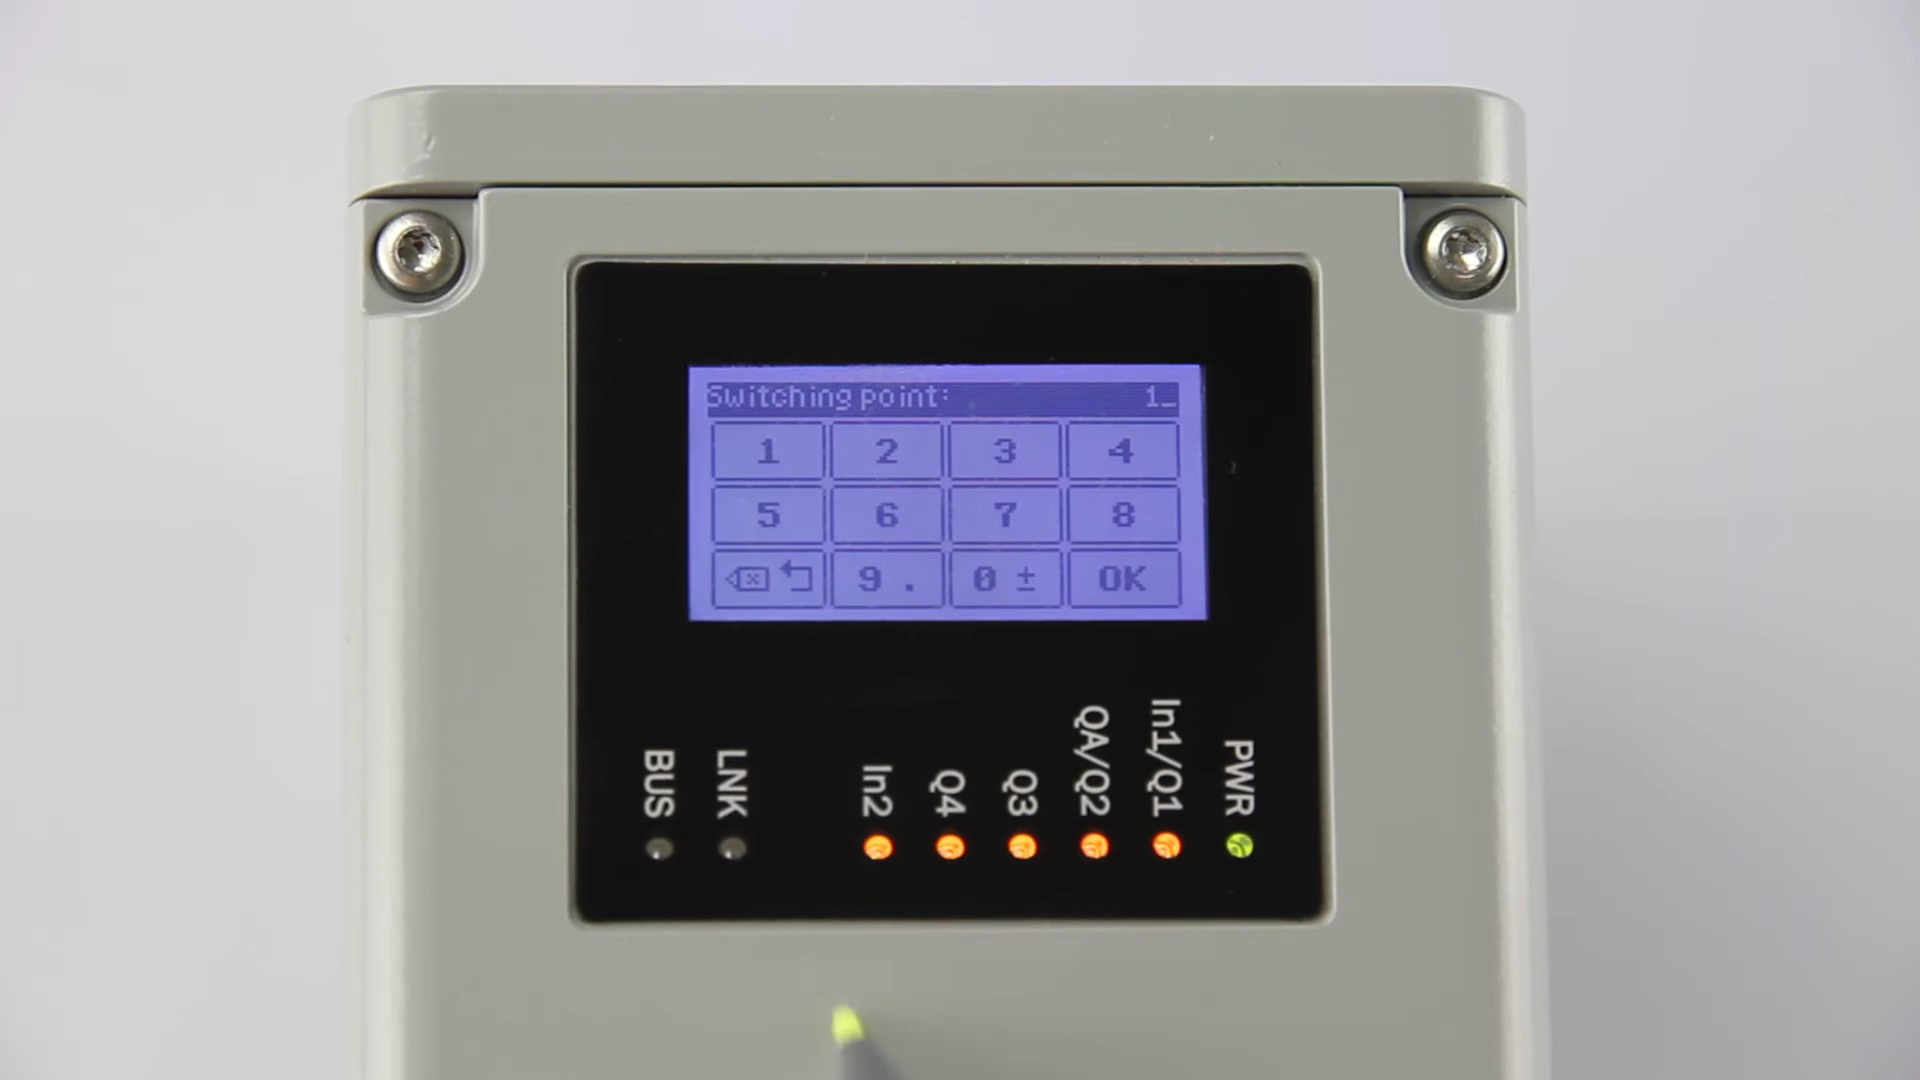 Switching point: 1_
1 2 3 4
5 6 7 8
9 . 0 ± OK
BUS
LNK
In2
Q4
Q3
QA/Q2
In1/Q1
PWR